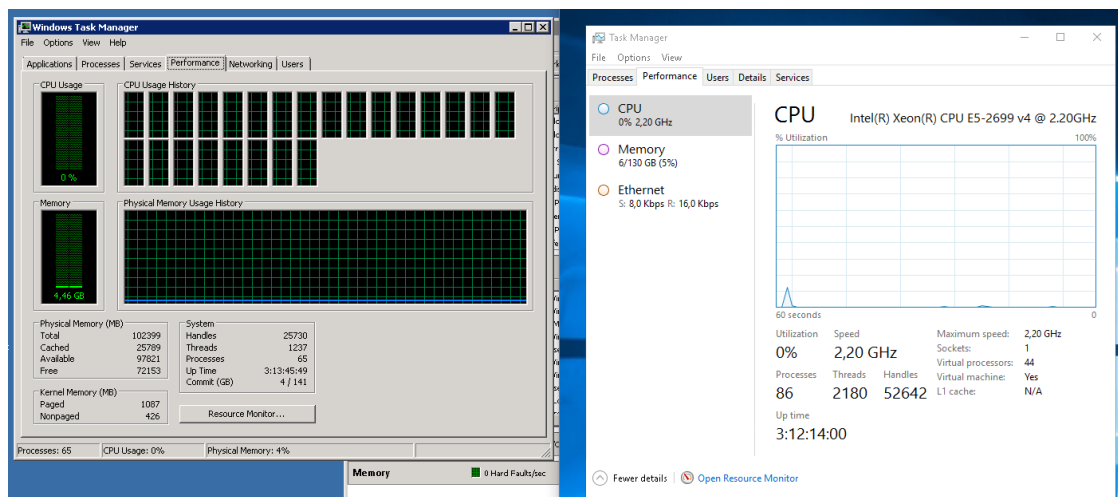 Windows Task Manager
File Options View Help
Applications Processes Services Performance Networking Users
CPU Usage CPU Usage History
0 %
Memory Physical Memory Usage History
4,46 GB
Physical Memory (MB)
Total 102399
Cached 25789
Available 97821
Free 72153
Kernel Memory (MB)
Paged 1087
Nonpaged 426
System
Handles 25730
Threads 1237
Processes 65
Up Time 3:13:45:49
Commit (GB) 4 / 141
Resource Monitor...
Processes: 65 CPU Usage: 0% Physical Memory: 4%
Memory 0 Hard Faults/sec
Task Manager
File Options View
Processes Performance Users Details Services
CPU
0% 2,20 GHz
Memory
6/130 GB (5%)
Ethernet
S: 8,0 Kbps R: 16,0 Kbps
CPU Intel(R) Xeon(R) CPU E5-2699 v4 @ 2.20GHz
% Utilization 100%
60 seconds 0
Utilization Speed
0% 2,20 GHz
Processes Threads Handles
86 2180 52642
Up time
3:12:14:00
Maximum speed: 2,20 GHz
Sockets: 1
Virtual processors: 44
Virtual machine: Yes
L1 cache: N/A
Fewer details Open Resource Monitor